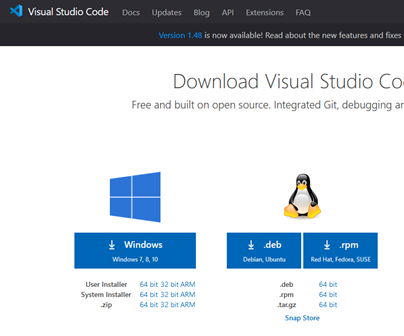 Visual Studio Code Docs Updates Blog API Extensions FAQ
Version 1.48 is now available! Read about the new features and fixes
Download Visual Studio Co
Free and built on open source. Integrated Git, debugging an
Windows
Windows 7, 8, 10
.deb
Debian, Ubuntu
.rpm
Red Hat, Fedora, SUSE
User Installer 64 bit 32 bit ARM
System Installer 64 bit 32 bit ARM
.zip 64 bit 32 bit ARM
.deb 64 bit
.rpm 64 bit
.tar.gz 64 bit
Snap Store